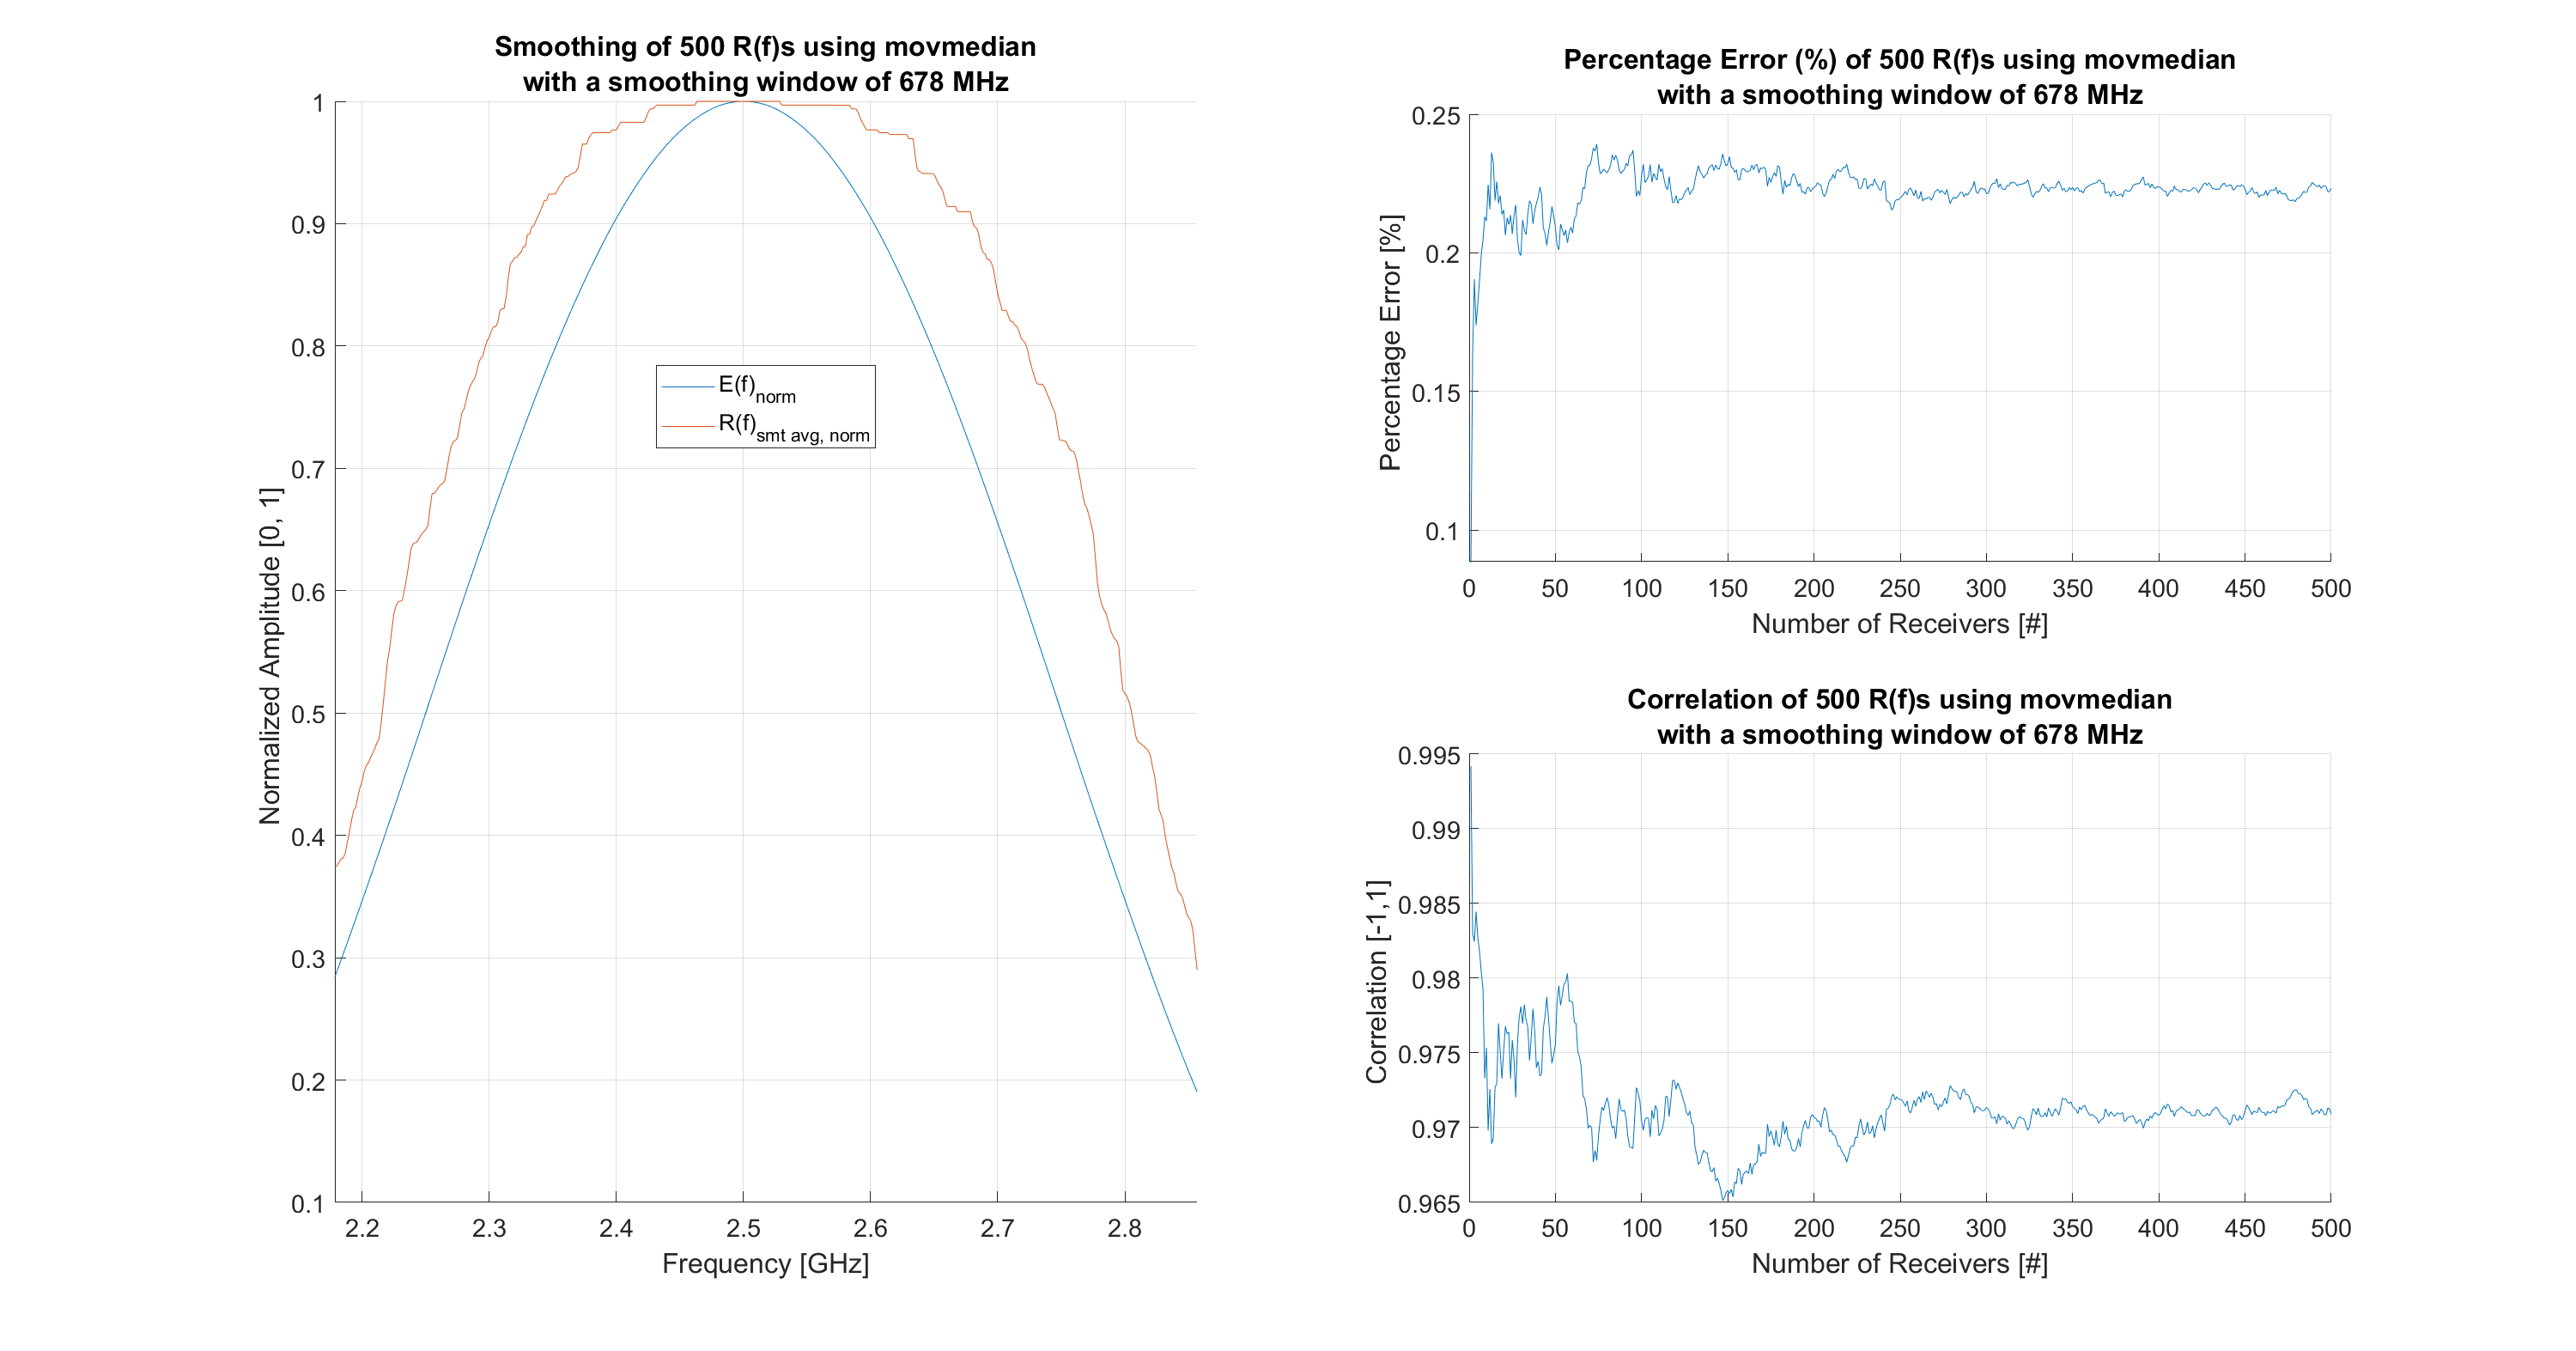 Smoothing of 500 R(f)s using movmedian
with a smoothing window of 678 MHz
1
0.9
0.8
0.7
0.6
0.5
0.4
0.3
0.2
0.1
Normalized Amplitude [0, 1]
E(f)norm
R(f)smt avg, norm
2.2 2.3 2.4 2.5 2.6 2.7 2.8
Frequency [GHz]
Percentage Error (%) of 500 R(f)s using movmedian
with a smoothing window of 678 MHz
0.25
0.2
0.15
0.1
Percentage Error [%]
0 50 100 150 200 250 300 350 400 450 500
Number of Receivers [#]
Correlation of 500 R(f)s using movmedian
with a smoothing window of 678 MHz
0.995
0.99
0.985
0.98
0.975
0.97
0.965
Correlation [-1,1]
0 50 100 150 200 250 300 350 400 450 500
Number of Receivers [#]